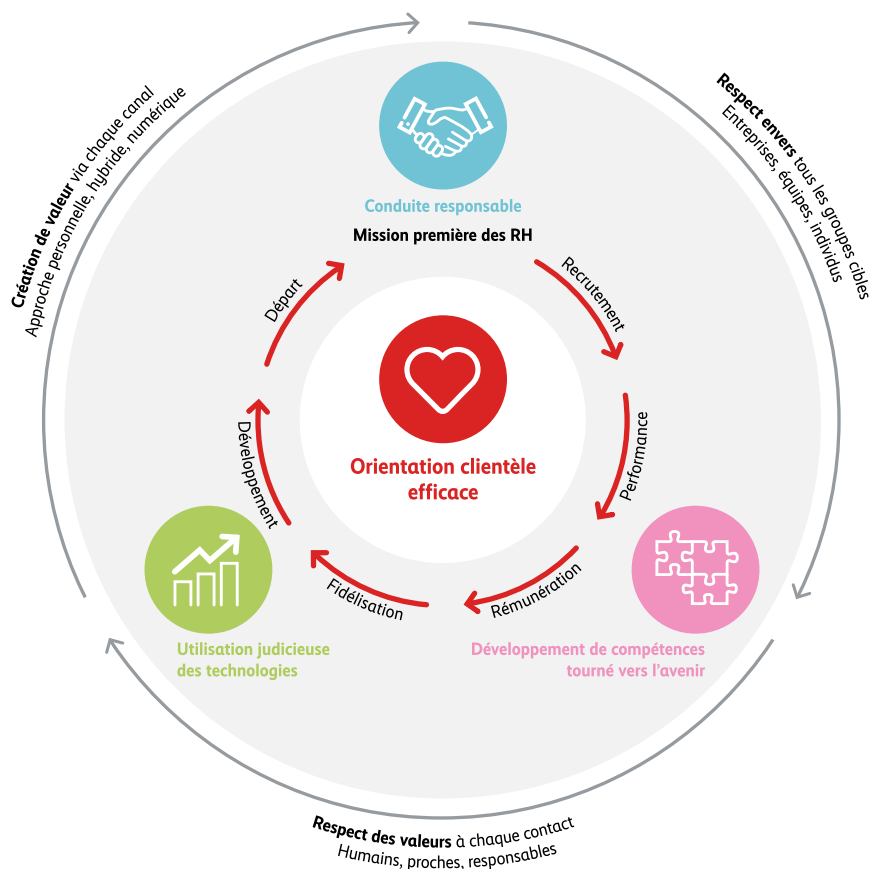 Création de valeur via chaque canal
Approche personnelle, hybride, numérique
Respect envers tous les groupes cibles
Entreprises, équipes, individus
Conduite responsable
Mission première des RH
Recrutement
Performance
Rémunération
Fidélisation
Développement
Départ
Orientation clientèle
efficace
Utilisation judicieuse
des technologies
Développement de compétences
tourné vers l’avenir
Respect des valeurs à chaque contact
Humains, proches, responsables